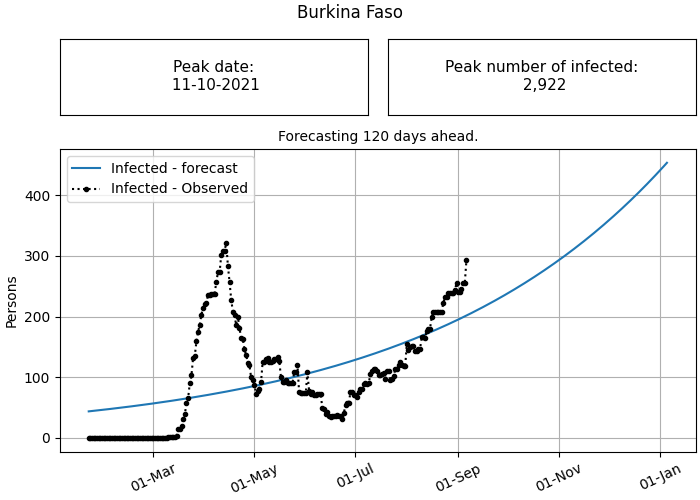 Burkina Faso
Peak date:
11-10-2021
Peak number of infected:
2,922
Forecasting 120 days ahead.
Infected - forecast
Infected - Observed
Persons
400
300
200
100
0
01-Mar
01-May
01-Jul
01-Sep
01-Nov
01-Jan